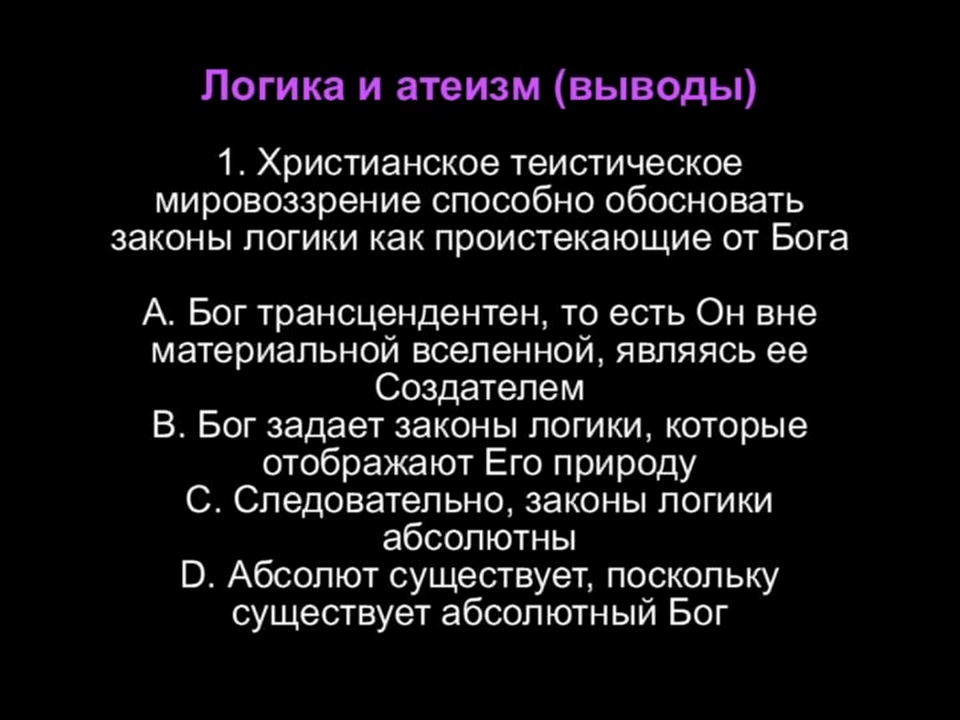 Логика и атеизм (выводы)
1. Христианское теистическое
мировоззрение способно обосновать
законы логики как проистекающие от Бога
A. Бог трансцендентен, то есть Он вне
материальной вселенной, являясь ее
Создателем
B. Бог задает законы логики, которые
отображают Его природу
C. Следовательно, законы логики
абсолютны
D. Абсолют существует, поскольку
существует абсолютный Бог